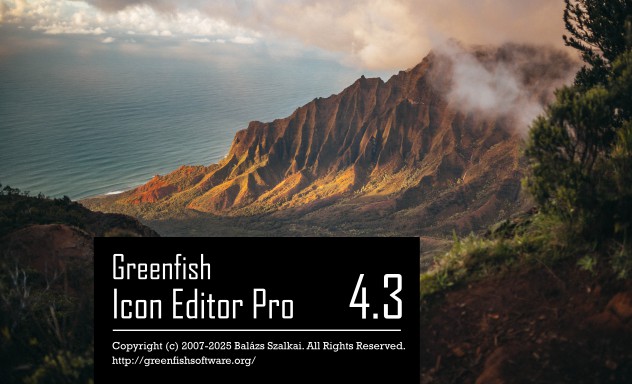 Greenfish
Icon Editor Pro 4.3
Copyright (c) 2007-2025 Balázs Szalkai. All Rights Reserved.
http://greenfishsoftware.org/